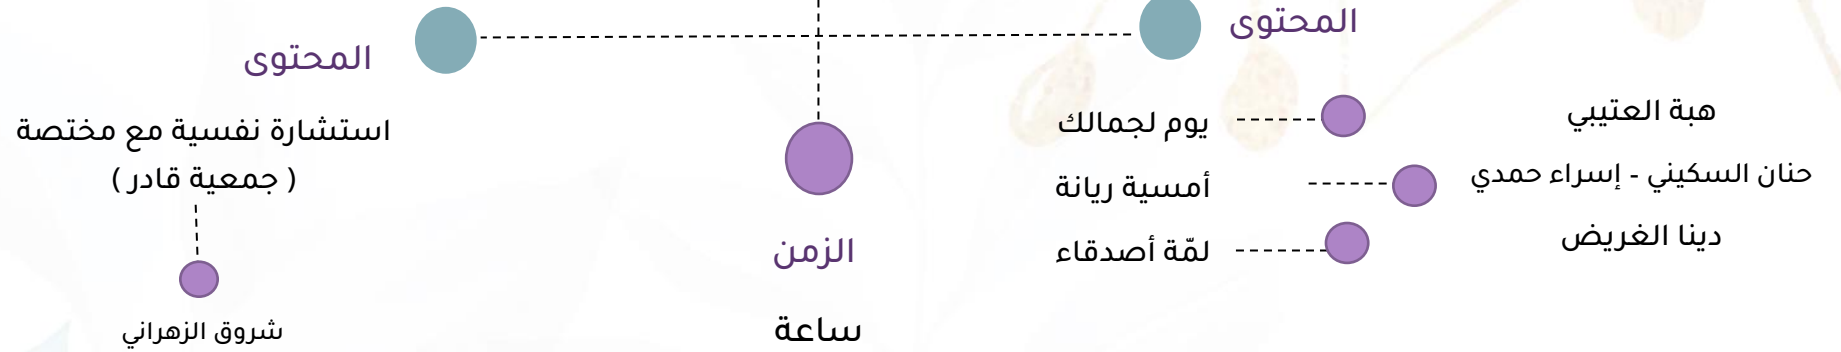 المحتوى
هبة العتيبي
يوم لجمالك
حنان السكيني - إسراء حمدي
أمسية ريانة
دينا الغريض
لمّة أصدقاء
الزمن
ساعة
المحتوى
استشارة نفسية مع مختصة
( جمعية قادر )
شروق الزهراني